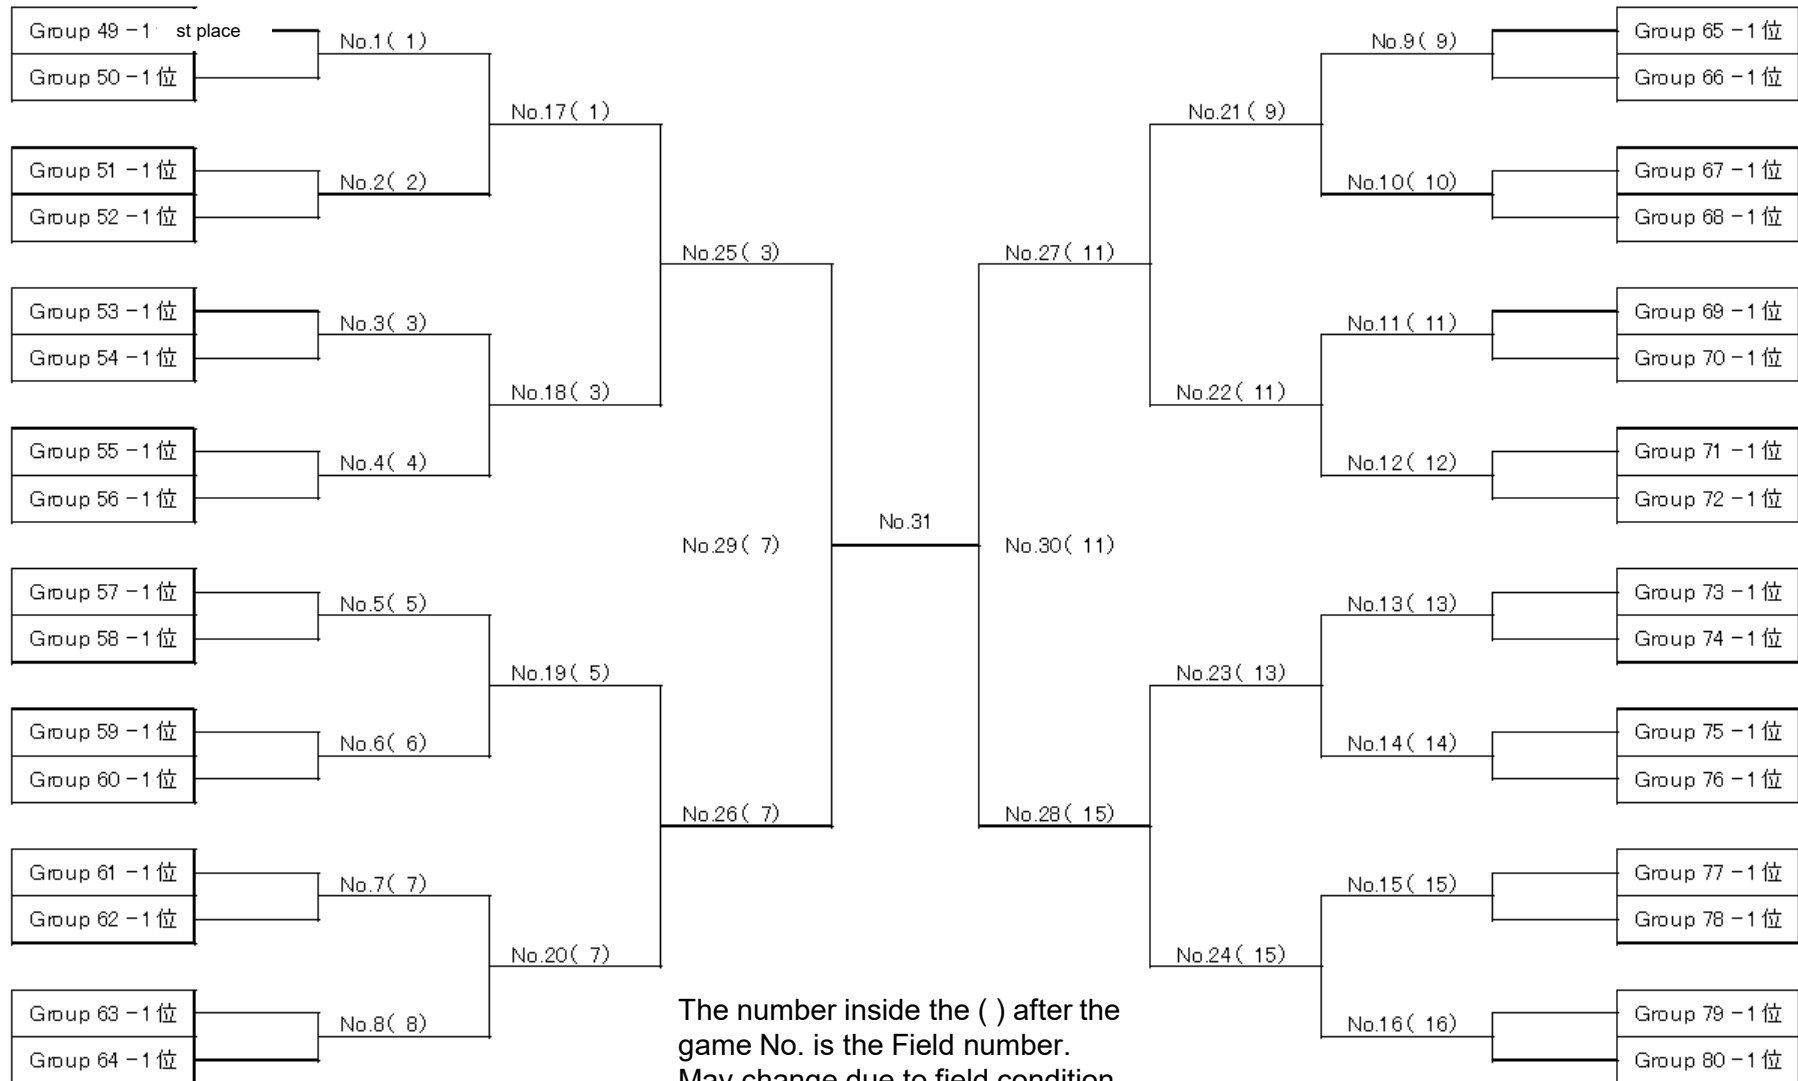 Group 49 -1 st place
Group 50 -1位
Group 51 -1位
Group 52 -1位
Group 53 -1位
Group 54 -1位
Group 55 -1位
Group 56 -1位
Group 57 -1位
Group 58 -1位
Group 59 -1位
Group 60 -1位
Group 61 -1位
Group 62 -1位
Group 63 -1位
Group 64 -1位
No.1( 1)
No.2( 2)
No.3( 3)
No.4( 4)
No.5( 5)
No.6( 6)
No.7( 7)
No.8( 8)
No.17( 1)
No.18( 3)
No.19( 5)
No.20( 7)
No.25( 3)
No.29( 7)
No.26( 7)
No.31
No.27( 11)
No.30( 11)
No.28( 15)
No.21( 9)
No.22( 11)
No.23( 13)
No.24( 15)
No.9( 9)
No.10( 10)
No.11( 11)
No.12( 12)
No.13( 13)
No.14( 14)
No.15( 15)
No.16( 16)
Group 65 -1位
Group 66 -1位
Group 67 -1位
Group 68 -1位
Group 69 -1位
Group 70 -1位
Group 71 -1位
Group 72 -1位
Group 73 -1位
Group 74 -1位
Group 75 -1位
Group 76 -1位
Group 77 -1位
Group 78 -1位
Group 79 -1位
Group 80 -1位
The number inside the ( ) after the
game No. is the Field number.
May change due to field condition